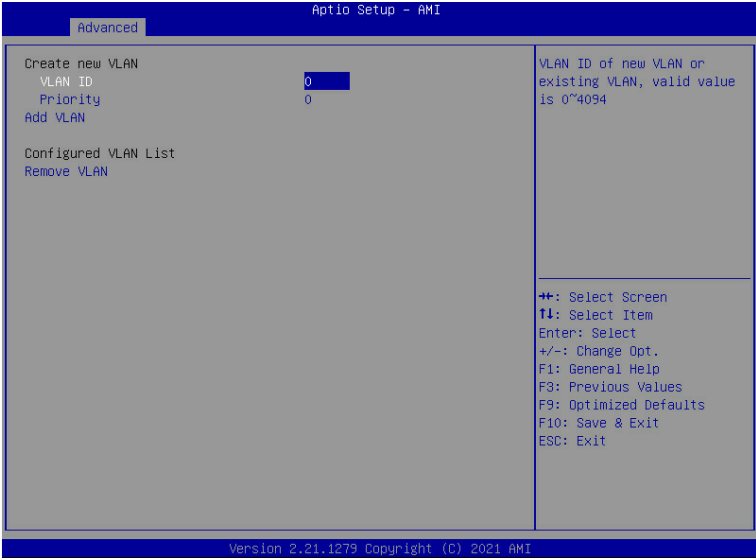 Aptio Setup – AMI
Advanced
Create new VLAN
VLAN ID 0
Priority 0
Add VLAN
Configured VLAN List
Remove VLAN
VLAN ID of new VLAN or
existing VLAN, valid value
is 0~4094
→←: Select Screen
↑↓: Select Item
Enter: Select
+/-: Change Opt.
F1: General Help
F3: Previous Values
F9: Optimized Defaults
F10: Save & Exit
ESC: Exit
Version 2.21.1279 Copyright (C) 2021 AMI